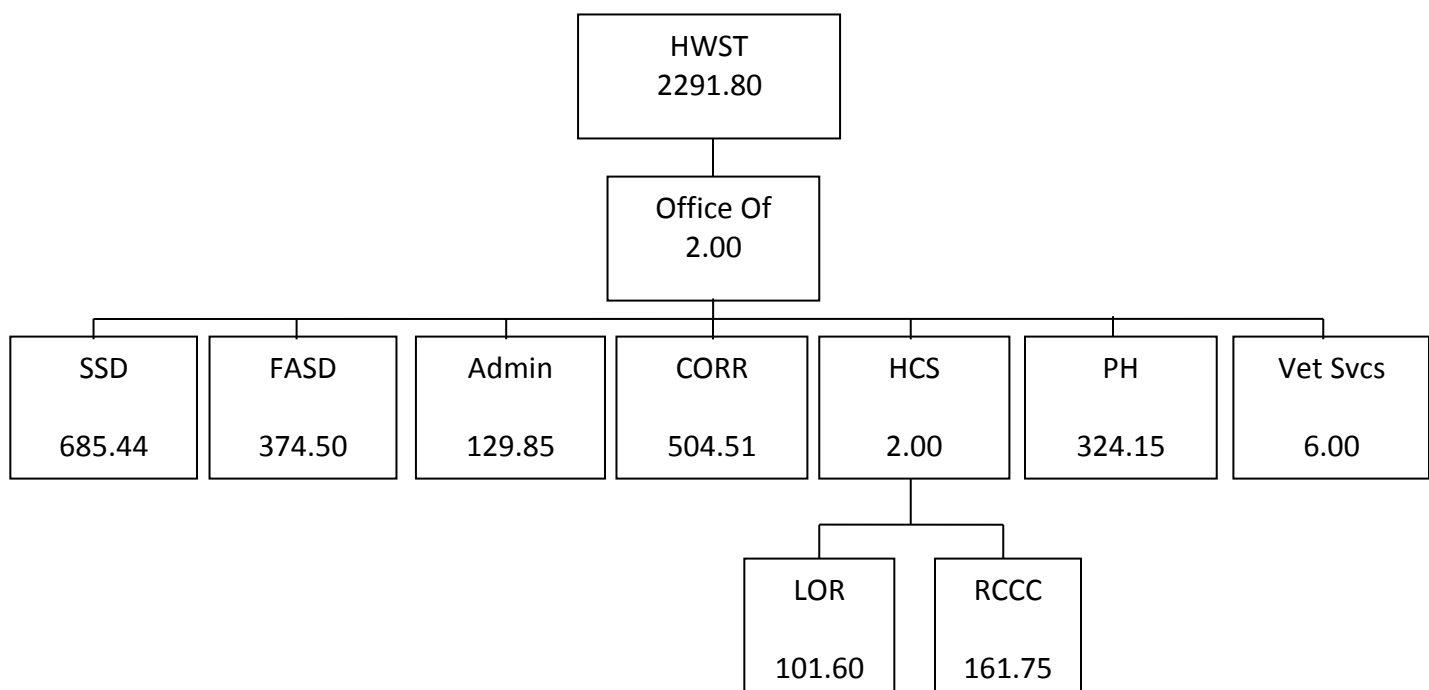 HWST
2291.80
Office Of
2.00
SSD
685.44
FASD
374.50
Admin
129.85
CORR
504.51
HCS
2.00
PH
324.15
Vet Svcs
6.00
LOR
101.60
RCCC
161.75